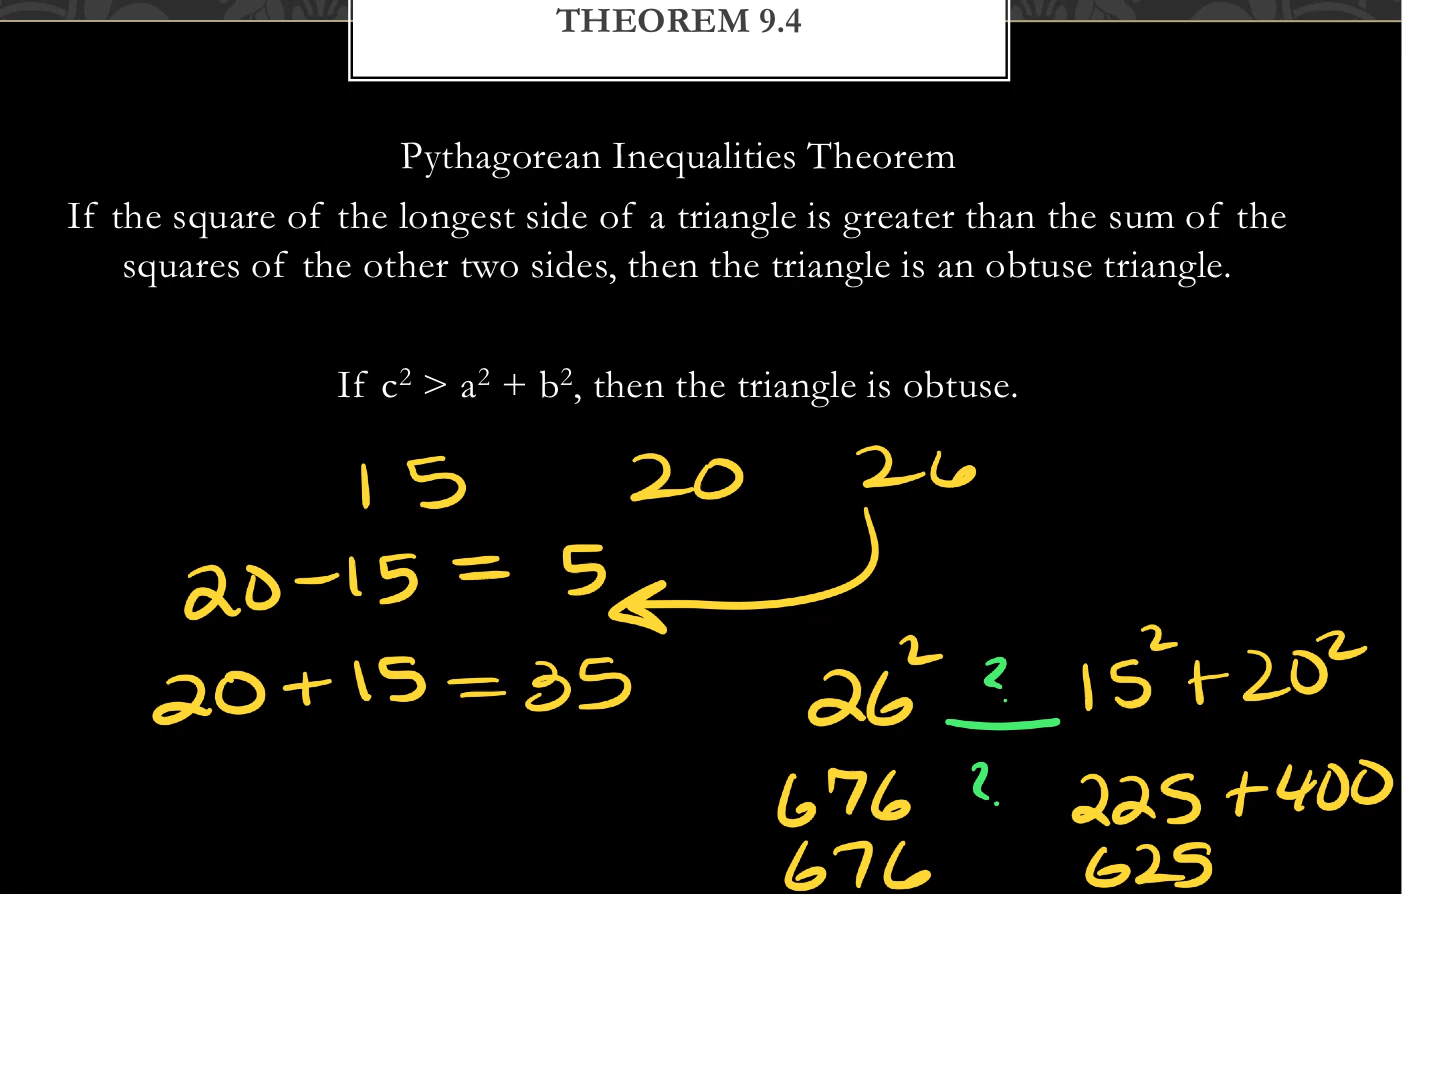 THEOREM 9.4
Pythagorean Inequalities Theorem
If the square of the longest side of a triangle is greater than the sum of the
squares of the other two sides, then the triangle is an obtuse triangle.
If c² > a² + b², then the triangle is obtuse.
15 20 26
20-15 = 5
20+15=35
26² ? 15²+20²
676 ? 225+400
676 625